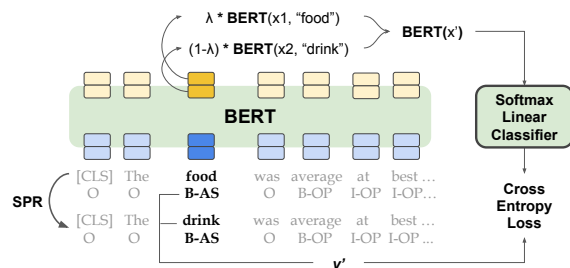 λ * BERT(x1, “food”)
(1-λ) * BERT(x2, “drink”)
BERT(x')
BERT
Softmax
Linear
Classifier
[CLS] The food was average at best ...
O O B-AS O B-OP I-OP I-OP...
SPR
[CLS] The drink was average at best ...
O O B-AS O B-OP I-OP I-OP ...
Cross
Entropy
Loss
y'